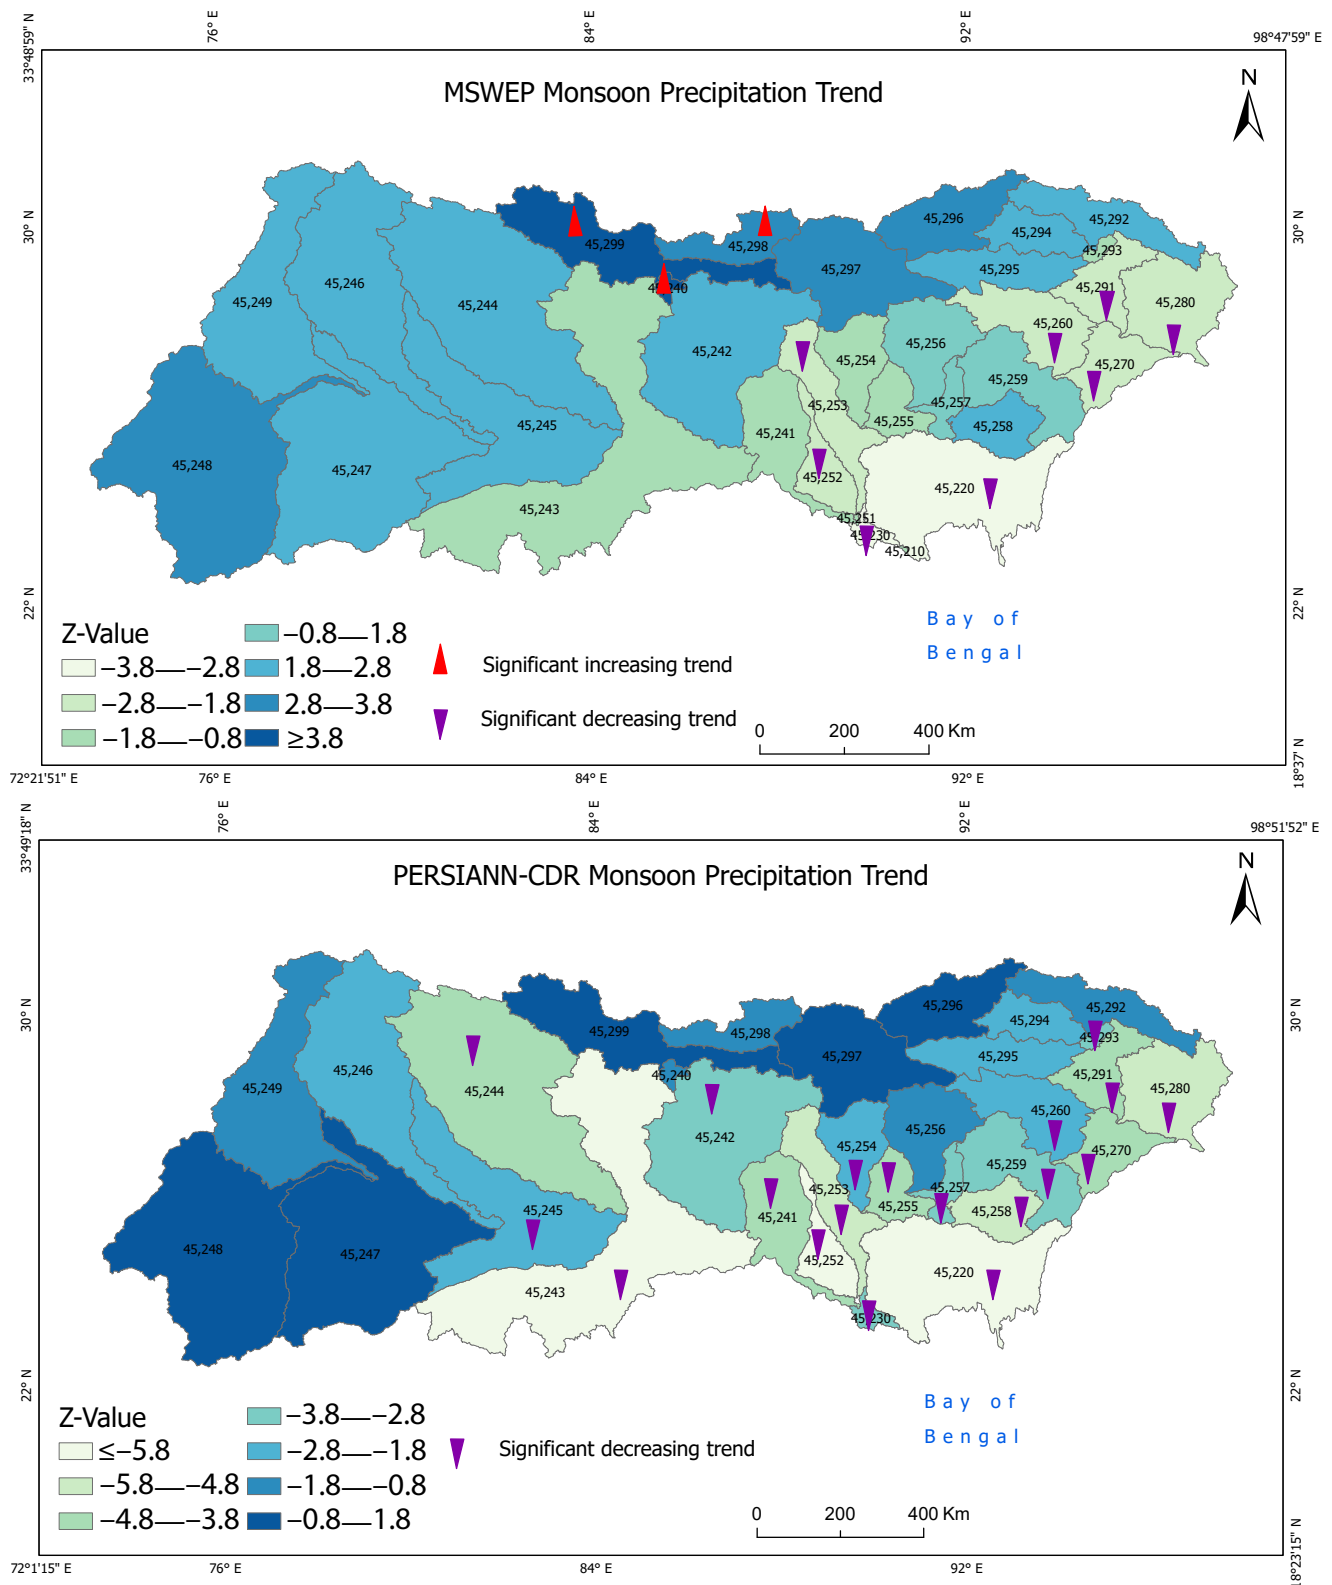 76° E
84° E
92° E
98°47'59" E
33°48'59" N
MSWEP Monsoon Precipitation Trend
N
30° N
30° N
45,299
45,298
45,296
45,292
45,294
45,293
45,297
45,295
45,246
45,249
45,244
45,240
45,291
45,280
45,260
45,242
45,254
45,256
45,270
45,259
45,257
45,253
45,255
45,258
45,245
45,241
45,248
45,247
45,252
45,220
45,243
45,251
45,230
45,210
22° N
22° N
Bay of
Bengal
Z-Value
−3.8—−2.8
−2.8—−1.8
−1.8—−0.8
−0.8—1.8
1.8—2.8
2.8—3.8
≥3.8
Significant increasing trend
Significant decreasing trend
0 200 400 Km
18°37" N
72°21'51" E
76° E
84° E
92° E
76° E
84° E
92° E
98°51'52" E
33°49'18" N
PERSIANN-CDR Monsoon Precipitation Trend
N
30° N
30° N
45,299
45,298
45,296
45,292
45,294
45,293
45,297
45,295
45,246
45,249
45,244
45,240
45,291
45,280
45,260
45,242
45,254
45,256
45,270
45,259
45,257
45,253
45,255
45,258
45,245
45,241
45,248
45,247
45,252
45,220
45,243
45,230
22° N
22° N
Bay of
Bengal
Z-Value
≤−5.8
−5.8—−4.8
−4.8—−3.8
−3.8—−2.8
−2.8—−1.8
−1.8—−0.8
−0.8—1.8
Significant decreasing trend
0 200 400 Km
18°23'15" N
72°1'15" E
76° E
84° E
92° E